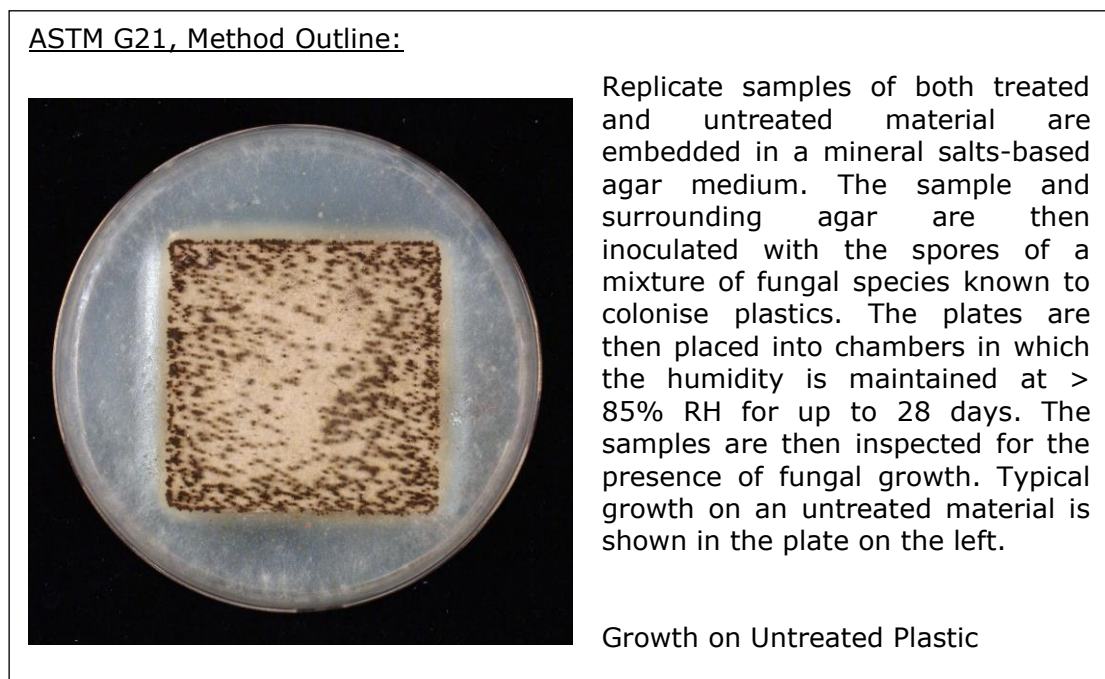 ASTM G21, Method Outline:
Replicate samples of both treated
and untreated material are
embedded in a mineral salts-based
agar medium. The sample and
surrounding agar are then
inoculated with the spores of a
mixture of fungal species known to
colonise plastics. The plates are
then placed into chambers in which
the humidity is maintained at >
85% RH for up to 28 days. The
samples are then inspected for the
presence of fungal growth. Typical
growth on an untreated material is
shown in the plate on the left.
Growth on Untreated Plastic